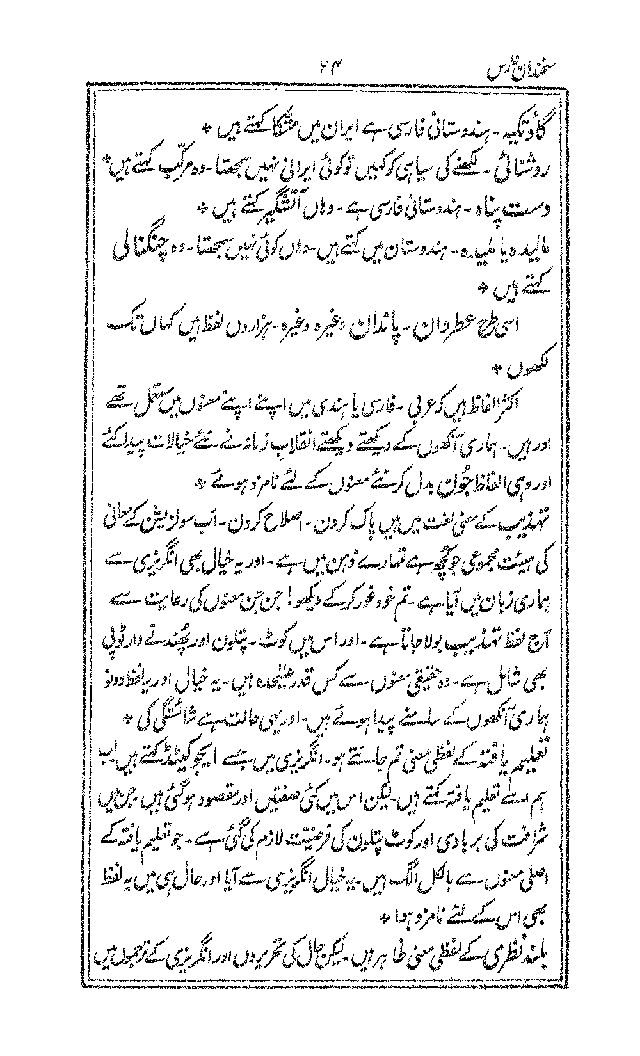 سخندان فارس
۶۴
گاؤ تکیہ - ہندوستانی فارسی ہے ایران میں متکا کہتے ہیں *
روشنائی - لکھنے کی سیاہی کو کہیں تو کوئی ایرانی نہیں سمجھتا - وہ مرکّب کہتے ہیں *
دست پناہ - ہندوستانی فارسی ہے - وہاں آتشگیر کہتے ہیں *
مالیدہ یا ملیدہ - ہندوستان میں کہتے ہیں - وہاں کوئی نہیں سمجھتا - وہ چنگالی
کہتے ہیں *
اسی طرح عطردان - پاندان وغیرہ وغیرہ - ہزاروں لفظ ہیں کہاں تک
لکھوں *
اکثر الفاظ ہیں کہ عربی - فارسی یا ہندی میں اپنے اپنے معنوں میں مستعمل تھے
اور ہیں - ہماری آنکھوں کے دیکھتے دیکھتے انقلاب زمانہ نے نئے خیالات پیدا کئے
اور وہی الفاظ جُون بدل کر نئے معنوں کے لئے نامزد ہوئے *
تہذیب کے معنی لغت میں ہیں پاک کردن - اصلاح کردن - اب سولزیشن کے معانی
کی ہیئت مجموعی جو کچھ ہے تمہارے ذہن میں ہے - اور یہ خیال بھی انگریزی سے
ہماری زبان میں آیا ہے - تم خود غور کر کے دیکھو ! جن جن معنوں کی رعایت سے
آج لفظ تہذیب بولا جاتا ہے - اور اس میں کوٹ - پتلون اور پھندنے دار ٹوپی
بھی شامل ہے - وہ حقیقی معنوں سے کس قدر علیٰحدہ ہیں - یہ خیال اور یہ لفظ دونو
ہماری آنکھوں کے سامنے پیدا ہوئے ہیں - اور یہی حالت ہے شائستگی کی *
تعلیم یافتہ کے لفظی معنی تم جانتے ہو - انگریزی میں جسے ایجوکیٹڈ کہتے ہیں اب
ہم اُسے تعلیم یافتہ کہتے ہیں - لیکن اس میں کئی صفتیں اور مقصود ہو گئی ہیں - جن میں
شرافت کی بربادی اور کوٹ پتلون کی فرضیت لازم کی گئی ہے - جو تعلیم یافتہ کے
اصلی معنوں سے بالکل الگ ہیں - یہ خیال انگریزی سے آیا اور حال ہی میں یہ لفظ
بھی اس کے لئے نامزد ہوا *
بلند نظری کے لفظی معنی ظاہر ہیں - لیکن حال کی تحریروں اور انگریزی کے ترجموں میں